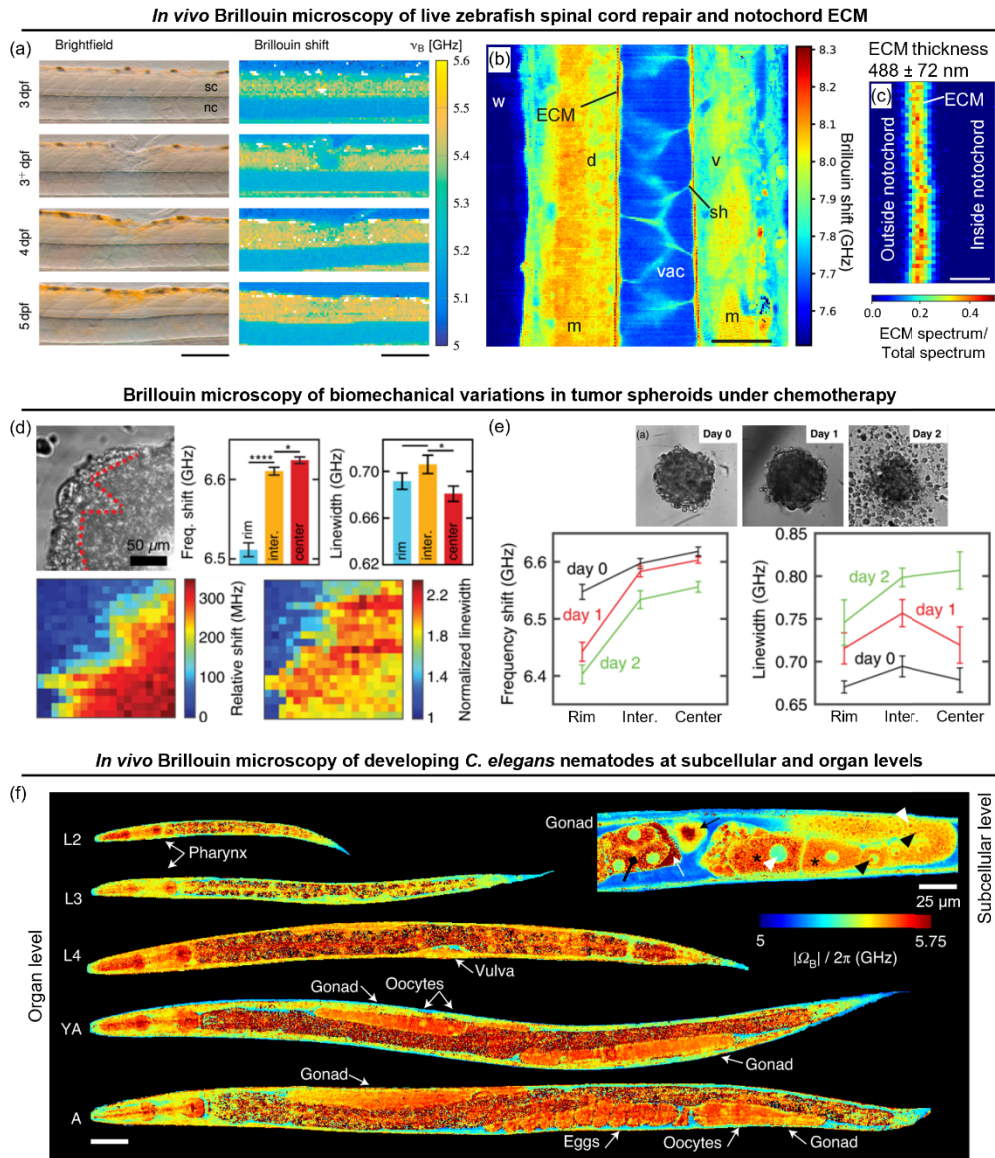 In vivo Brillouin microscopy of live zebrafish spinal cord repair and notochord ECM
(a)
Brightfield
Brillouin shift
νB [GHz]
3 dpf
sc
nc
3+ dpf
4 dpf
5 dpf
5.6
5.5
5.4
5.3
5.2
5.1
5
(b)
w
ECM
d
v
sh
vac
m
m
8.3
8.2
8.1
8.0
7.9
7.8
7.7
7.6
Brillouin shift (7.GHz)
ECM thickness
488 ± 72 nm
(c)
ECM
Outside notochord
Inside notochord
0.0
0.2
0.4
ECM spectrum/
Total spectrum
Brillouin microscopy of biomechanical variations in tumor spheroids under chemotherapy
(d)
50 µm
Freq. shift (GHz)
6.6
6.5
****
*
rim
inter.
center
Linewidth (GHz)
0.70
0.66
0.62
*
rim
inter.
center
300
200
100
0
Relative shift (MHz)
2.2
1.8
1.4
1
Normalized linewidth
(e)
(a)
Day 0
Day 1
Day 2
Frequency shift (GHz)
6.6
6.5
6.4
day 0
day 1
day 2
Rim
Inter.
Center
Linewidth (GHz)
0.80
0.75
0.70
0.65
day 2
day 1
day 0
Rim
Inter.
Center
In vivo Brillouin microscopy of developing C. elegans nematodes at subcellular and organ levels
(f)
Organ level
L2
Pharynx
L3
L4
Vulva
Gonad
Oocytes
YA
Gonad
Gonad
A
Eggs
Oocytes
Gonad
Gonad
*
*
25 µm
Subcellular level
5
5.75
|ΩB| / 2π (GHz)